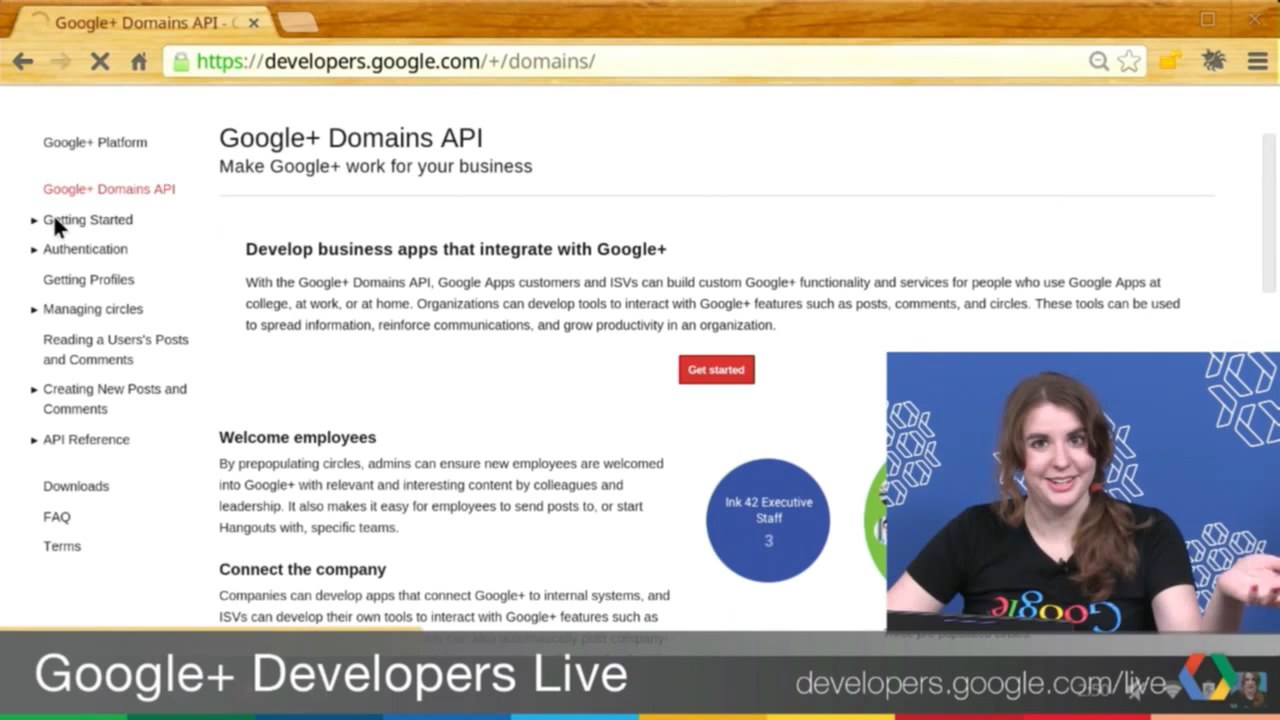 Google+ Domains API -
https://developers.google.com/+/domains/
Google+ Platform
Google+ Domains API
Getting Started
Authentication
Getting Profiles
Managing circles
Reading a Users's Posts
and Comments
Creating New Posts and
Comments
API Reference
Downloads
FAQ
Terms
Google+ Domains API
Make Google+ work for your business
Develop business apps that integrate with Google+
With the Google+ Domains API, Google Apps customers and ISVs can build custom Google+ functionality and services for people who use Google Apps at
college, at work, or at home. Organizations can develop tools to interact with Google+ features such as posts, comments, and circles. These tools can be used
to spread information, reinforce communications, and grow productivity in an organization.
Get started
Welcome employees
By prepopulating circles, admins can ensure new employees are welcomed
into Google+ with relevant and interesting content by colleagues and
leadership. It also makes it easy for employees to send posts to, or start
Hangouts with, specific teams.
Ink 42 Executive
Staff
3
Connect the company
Companies can develop apps that connect Google+ to internal systems, and
ISVs can develop their own tools to interact with Google+ features such as
Google
Google+ Developers Live
developers.google.com/live